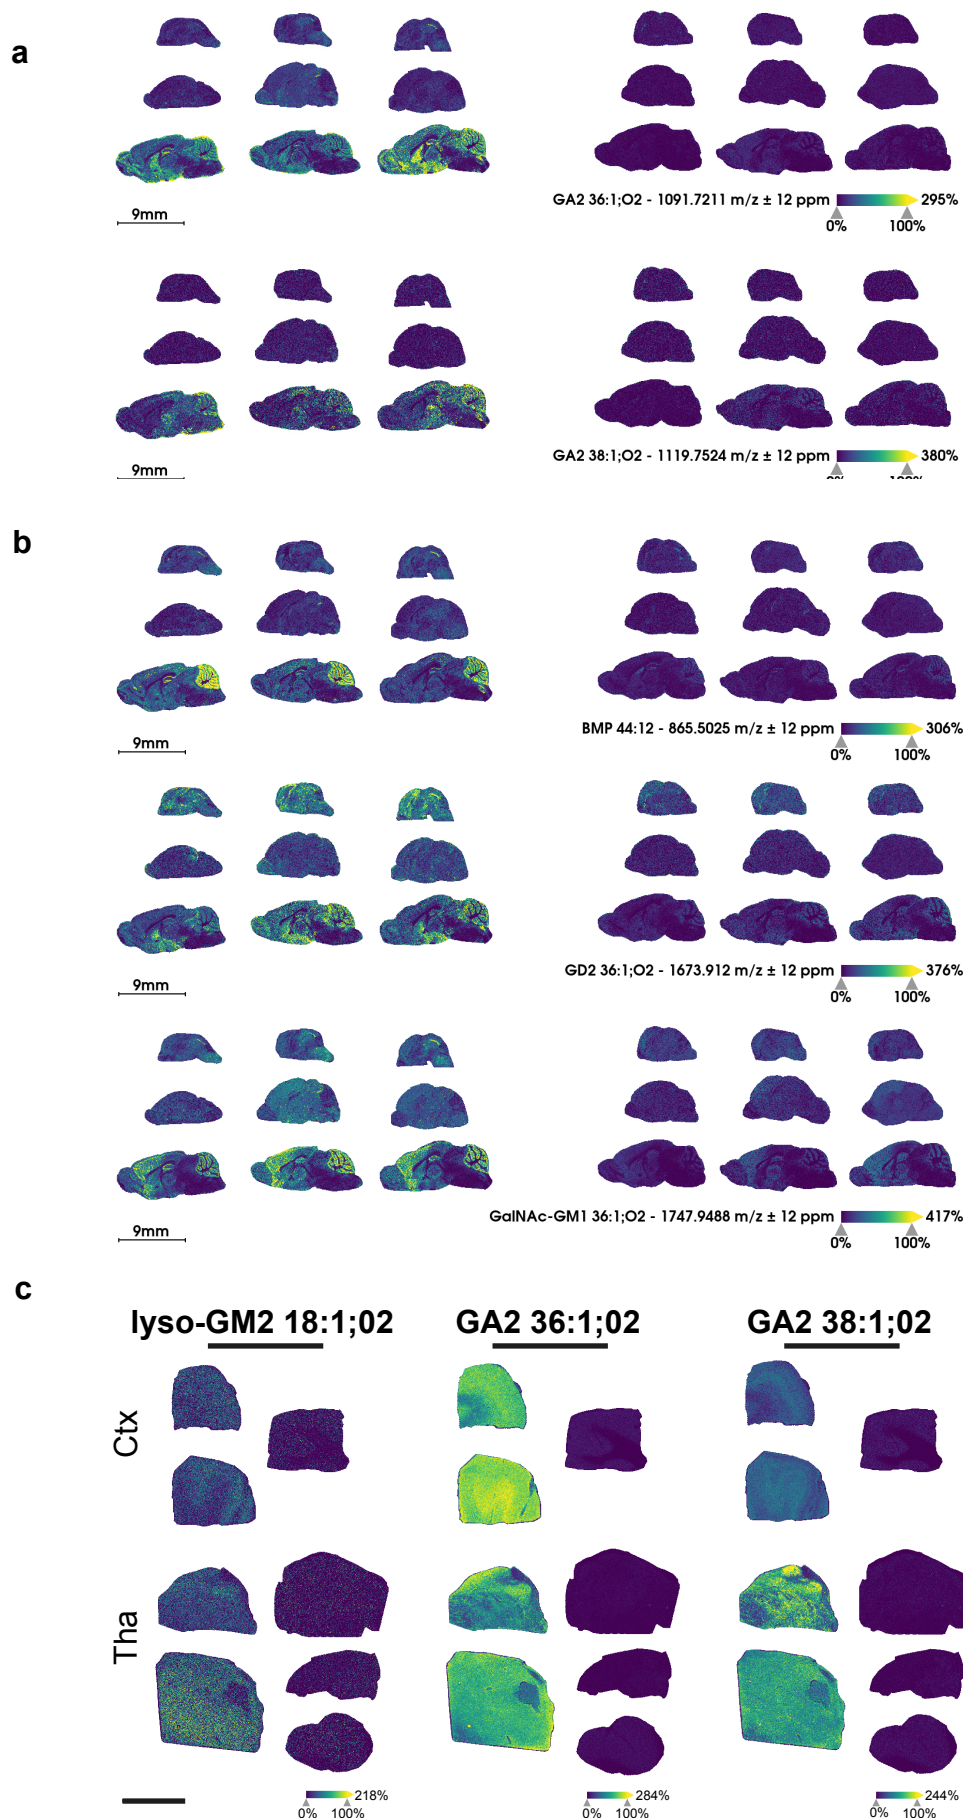 a
9mm
GA2 36:1;O2 - 1091.7211 m/z ± 12 ppm 295%
0% 100%
9mm
GA2 38:1;O2 - 1119.7524 m/z ± 12 ppm 380%
0% 100%
b
9mm
BMP 44:12 - 865.5025 m/z ± 12 ppm 306%
0% 100%
9mm
GD2 36:1;O2 - 1673.912 m/z ± 12 ppm 376%
0% 100%
9mm
GalNAc-GM1 36:1;O2 - 1747.9488 m/z ± 12 ppm 417%
0% 100%
c
lyso-GM2 18:1;02 GA2 36:1;02 GA2 38:1;02
Ctx
Tha
218% 284% 244%
0% 100% 0% 100% 0% 100%